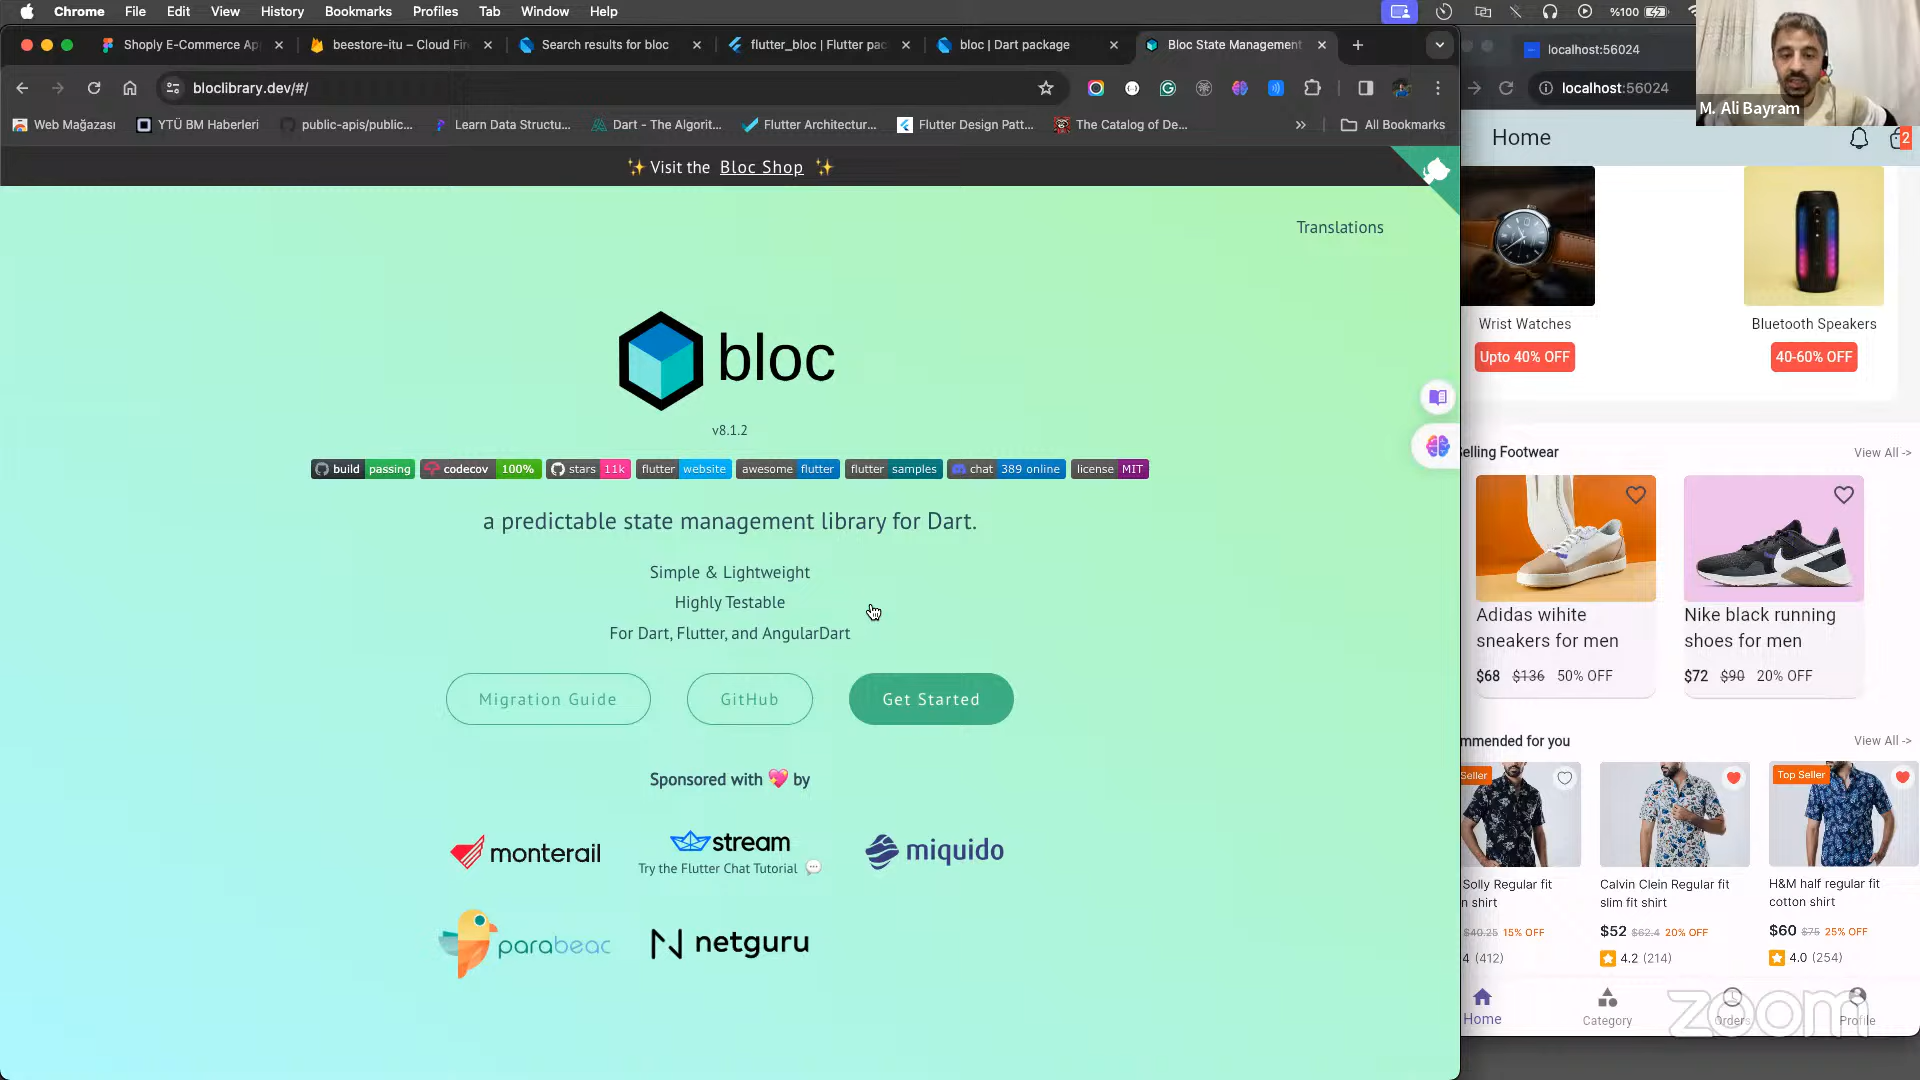 Chrome File Edit View History Bookmarks Profiles Tab Window Help
%100
Shoply E-Commerce Ap
beestore-itu – Cloud Fire
Search results for bloc
flutter_bloc | Flutter pac
bloc | Dart package
Bloc State Management
bloclibrary.dev/#/
Web Mağazası
YTÜ BM Haberleri
public-apis/public...
Learn Data Structu...
Dart - The Algorit...
Flutter Architectur...
Flutter Design Patt...
The Catalog of De...
»
All Bookmarks
✨ Visit the Bloc Shop ✨
Translations
bloc
v8.1.2
build passing
codecov 100%
stars 11k
flutter website
awesome flutter
flutter samples
chat 389 online
license MIT
a predictable state management library for Dart.
Simple & Lightweight
Highly Testable
For Dart, Flutter, and AngularDart
Migration Guide
GitHub
Get Started
Sponsored with 💖 by
monterail
stream
Try the Flutter Chat Tutorial 💬
miquido
parabeac
netguru
localhost:56024
localhost:56024
M. Ali Bayram
Home
2
Wrist Watches
Upto 40% OFF
Bluetooth Speakers
40-60% OFF
Selling Footwear
View All ->
Adidas wihite
sneakers for men
$68 $136 50% OFF
Nike black running
shoes for men
$72 $90 20% OFF
mmended for you
View All ->
Seller
Top Seller
Solly Regular fit
n shirt
$40.25 15% OFF
4 (412)
Calvin Clein Regular fit
slim fit shirt
$52 $62.4 20% OFF
4.2 (214)
H&M half regular fit
cotton shirt
$60 $75 25% OFF
4.0 (254)
Home
Category
Orders
Profile
zoom